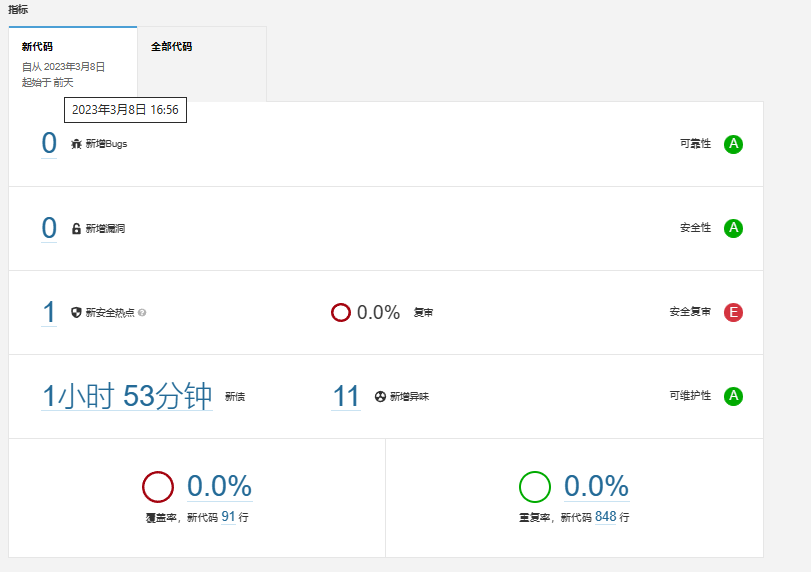 指标
新代码
全部代码
自从 2023年3月8日
起始于 前天
2023年3月8日 16:56
0 新增Bugs 可靠性 A
0 新增漏洞 安全性 A
1 新安全热点 ? 0.0% 复审 安全复审 E
1小时 53分钟 新债 11 新增异味 可维护性 A
0.0%
覆盖率，新代码 91 行
0.0%
重复率，新代码 848 行